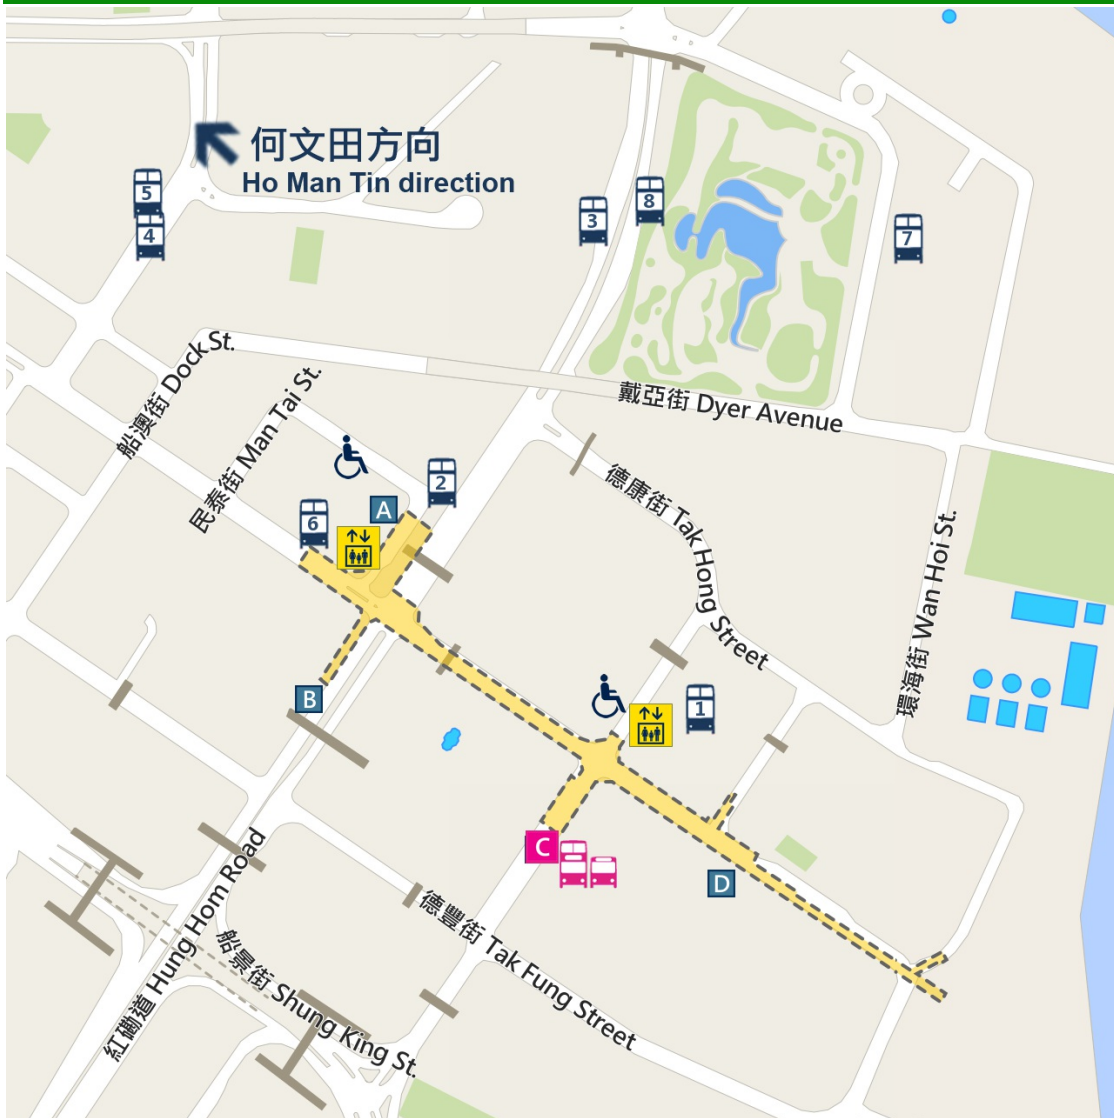 何文田方向
Ho Man Tin direction
5
4
3
8
7
船澳街 Dock St.
民泰街 Man Tai St.
戴亞街 Dyer Avenue
2
A
6
德康街 Tak Hong Street
環海街 Wan Hoi St.
B
1
C
D
紅磡道 Hung Hom Road
德豐街 Tak Fung Street
船景街 Shung King St.